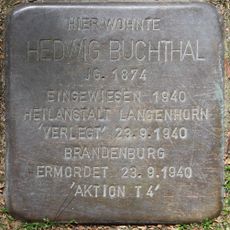 HIER WOHNTE
HEDWIG BUCHTHAL
JG. 1874
EINGEWIESEN 1940
HEILANSTALT LANGENHORN
'VERLEGT' 23.9.1940
BRANDENBURG
ERMORDET 23.9.1940
'AKTION T4'